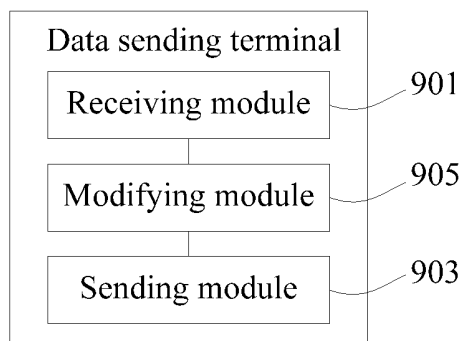 Data sending terminal
Receiving module
901
Modifying module
905
Sending module
903